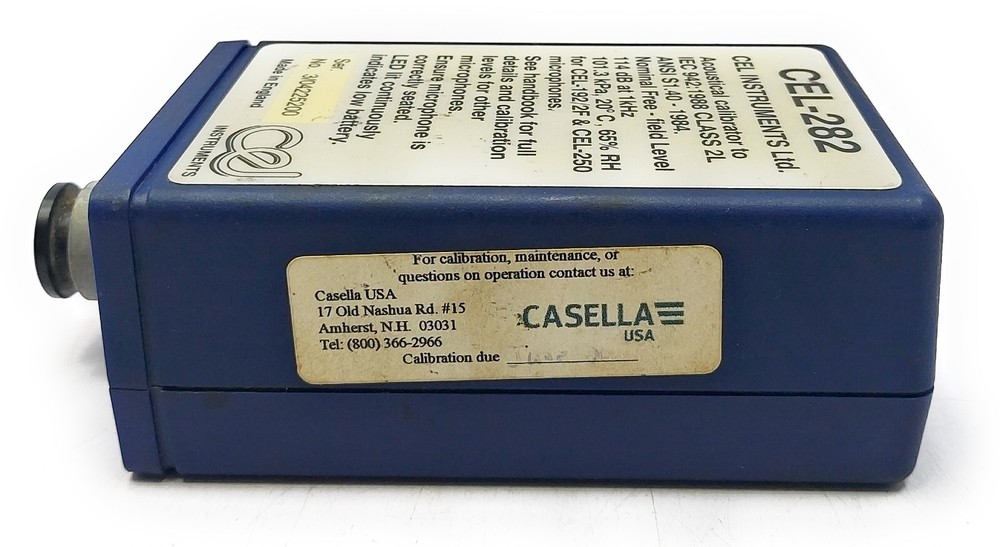 CEL-282
CEL INSTRUMENTS Ltd.
Acoustical calibrator to
IEC 942:1988 CLASS 2L
ANSI S1.40 - 1984.
Nominal Free - field Level
114 dB at 1kHz
101.3 kPa, 20°C, 65% RH
for CEL-192/2F & CEL-250
microphones.
See handbook for full
details and calibration
levels for other
microphones.
Ensure microphone is
correctly seated.
LED lit continuously
indicates low battery.
Ser.
No. 3/04225200
Made in England
cel
INSTRUMENTS
For calibration, maintenance, or
questions on operation contact us at:
Casella USA
17 Old Nashua Rd. #15
Amherst, N.H. 03031
Tel: (800) 366-2966
Calibration due
CASELLA
USA